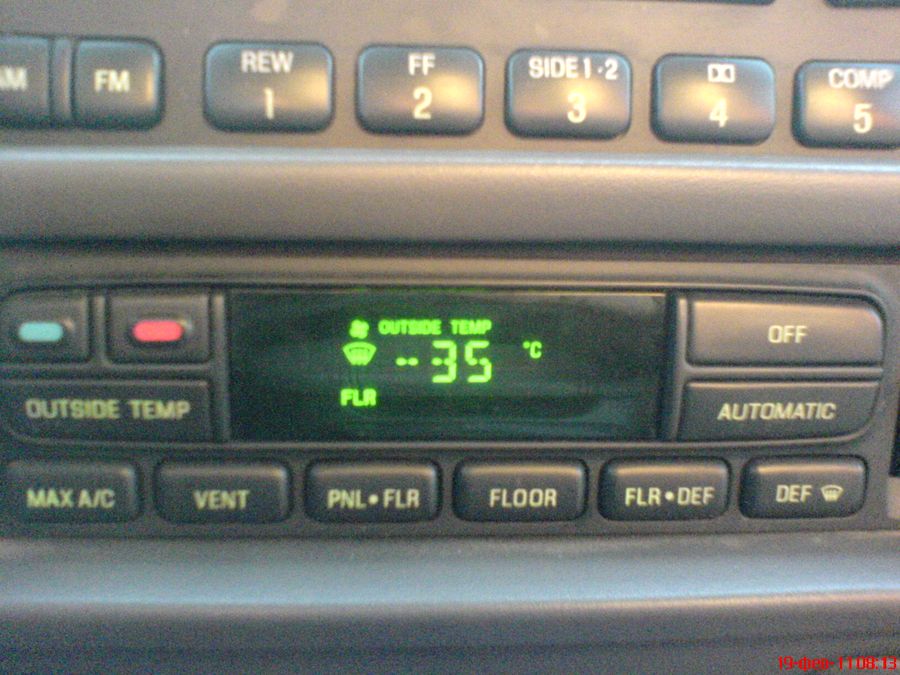 AM FM
REW FF SIDE 1·2 COMP
1 2 3 4 5
OUTSIDE TEMP
-35 °C
FLR
OFF
OUTSIDE TEMP AUTOMATIC
MAX A/C VENT PNL•FLR FLOOR FLR•DEF DEF
19-фев-11 08:13